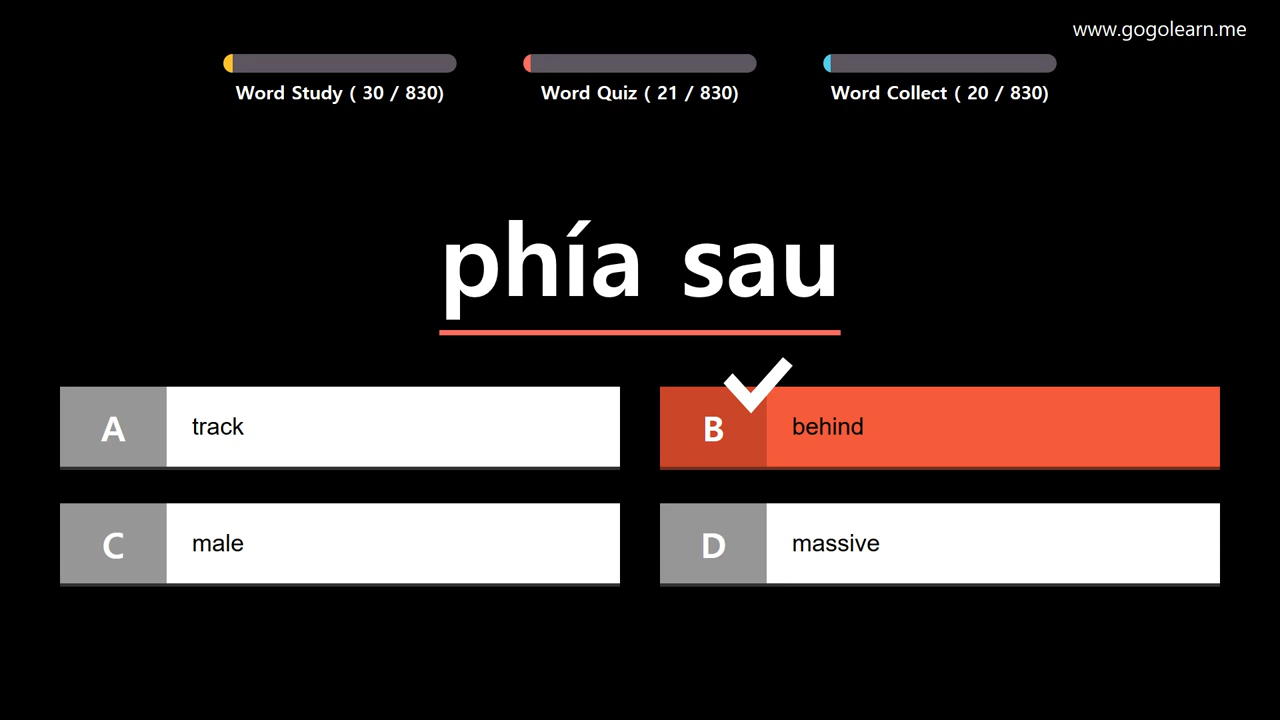 www.gogolearn.me
Word Study ( 30 / 830)
Word Quiz ( 21 / 830)
Word Collect ( 20 / 830)
phía sau
A track
B behind
C male
D massive